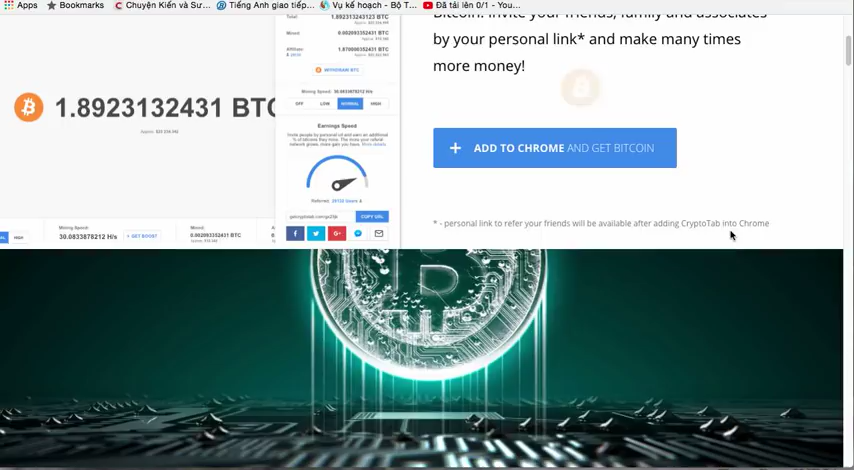 Apps Bookmarks Chuyện Kiến và Sư... Tiếng Anh giao tiếp... Vụ kế hoạch - Bộ T... Đã tải lên 0/1 - You...
Bitcoin. Invite your friends, family and associates
by your personal link* and make many times
more money!
ADD TO CHROME AND GET BITCOIN
* - personal link to refer your friends will be available after adding CryptoTab into Chrome
1.8923132431 BTC
Mining Speed:
30.0833878212 H/s
+ GET BOOST
HIGH
Mined:
0.002093352431 BTC
Total:
1.892313243123 BTC
Mined:
0.002093352431 BTC
Affiliate:
1.870000352431 BTC
WITHDRAW BTC
OFF LOW NORMAL HIGH
Earnings Speed
COPY URL